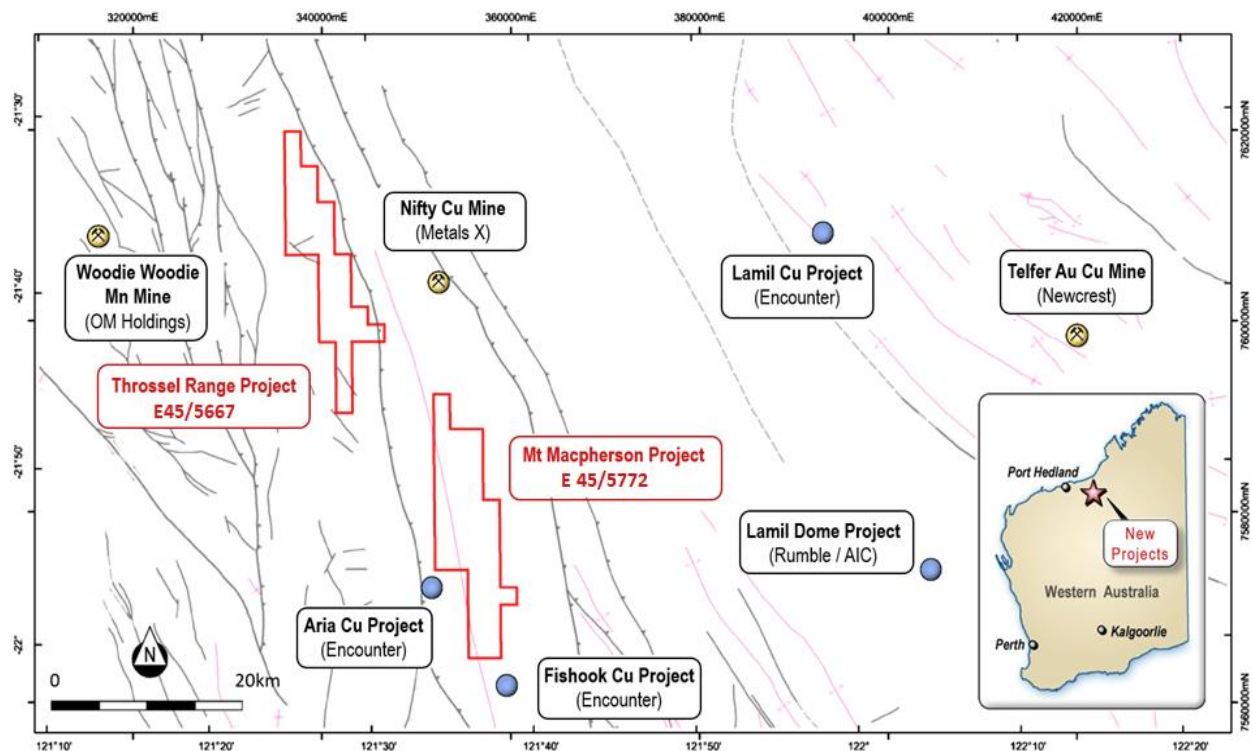 320000mE
340000mE
360000mE
380000mE
400000mE
420000mE
-21°30'
-21°40'
-21°50'
-22°
7620000mN
7600000mN
7580000mN
7560000mN
Woodie Woodie
Mn Mine
(OM Holdings)
Nifty Cu Mine
(Metals X)
Lamil Cu Project
(Encounter)
Telfer Au Cu Mine
(Newcrest)
Throssel Range Project
E45/5667
Mt Macpherson Project
E 45/5772
Lamil Dome Project
(Rumble / AIC)
Aria Cu Project
(Encounter)
Fishook Cu Project
(Encounter)
Port Hedland
New
Projects
Western Australia
Kalgoorlie
Perth
N
0
20km
121°10'
121°20'
121°30'
121°40'
121°50'
122°
122°10'
122°20'